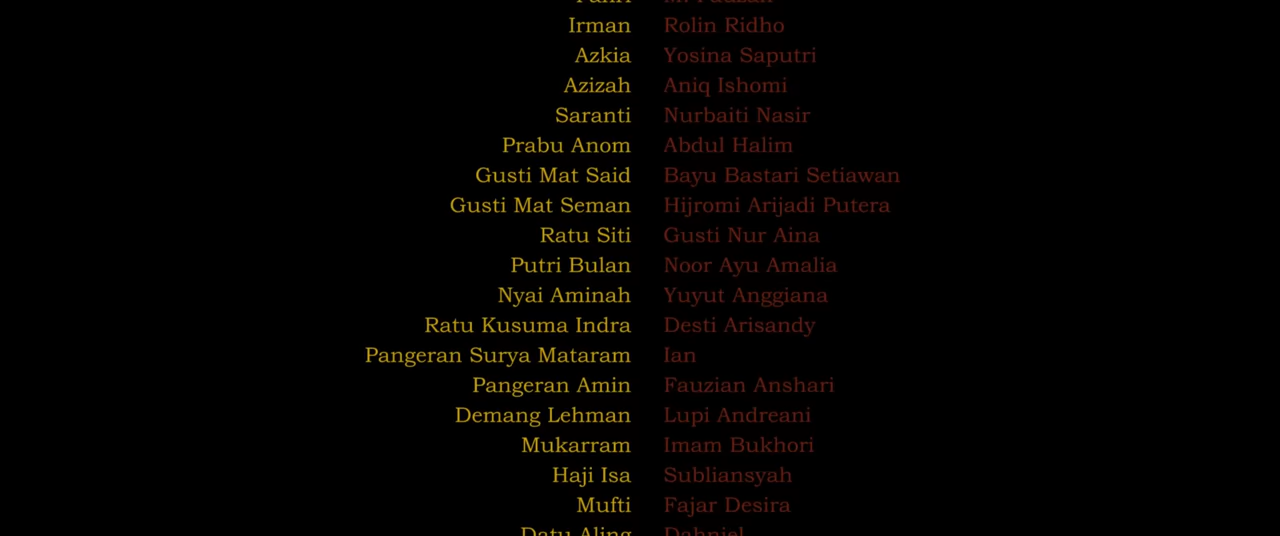 Irman Rolin Ridho
Azkia Yosina Saputri
Azizah Aniq Ishomi
Saranti Nurbaiti Nasir
Prabu Anom Abdul Halim
Gusti Mat Said Bayu Bastari Setiawan
Gusti Mat Seman Hijromi Arijadi Putera
Ratu Siti Gusti Nur Aina
Putri Bulan Noor Ayu Amalia
Nyai Aminah Yuyut Anggiana
Ratu Kusuma Indra Desti Arisandy
Pangeran Surya Mataram Ian
Pangeran Amin Fauzian Anshari
Demang Lehman Lupi Andreani
Mukarram Imam Bukhori
Haji Isa Subliansyah
Mufti Fajar Desira
Datu Aling Dahniel